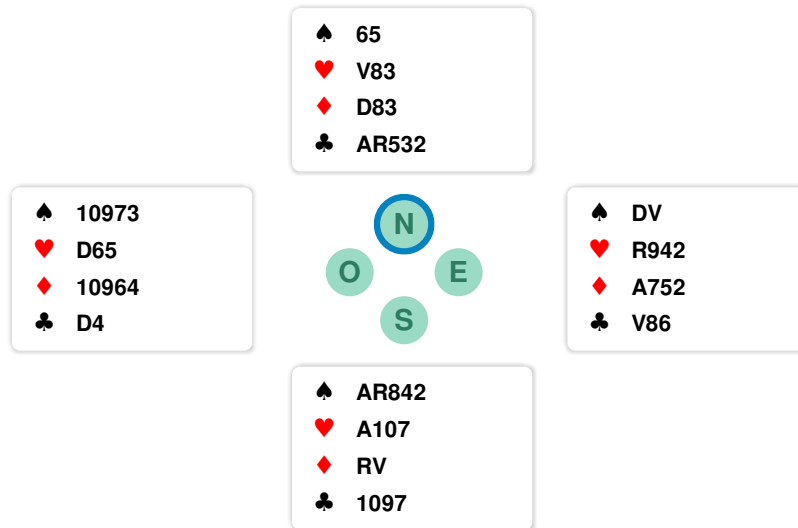 ♠ 65
♥ V83
♦ D83
♣ AR532
♠ 10973
♥ D65
♦ 10964
♣ D4
N
O E
S
♠ DV
♥ R942
♦ A752
♣ V86
♠ AR842
♥ A107
♦ RV
♣ 1097